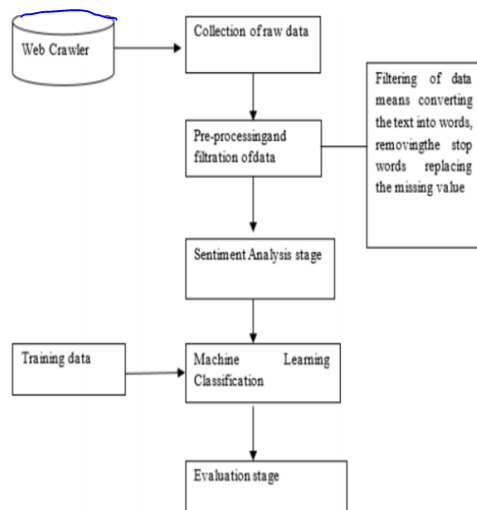 Web Crawler
Collection of raw data
Pre-processingand
filtration ofdata
Filtering of data
means converting
the text into words,
removingthe stop
words replacing
the missing value
Sentiment Analysis stage
Training data
Machine Learning
Classification
Evaluation stage